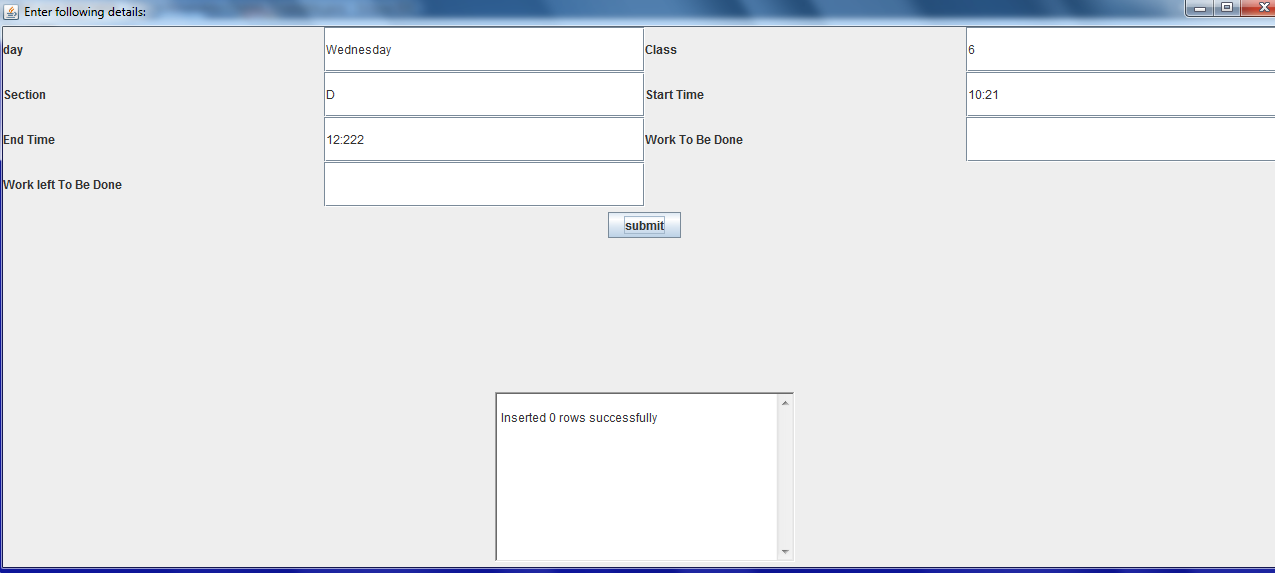 Enter following details:
day Wednesday Class 6
Section D Start Time 10:21
End Time 12:222 Work To Be Done
Work left To Be Done
submit
Inserted 0 rows successfully